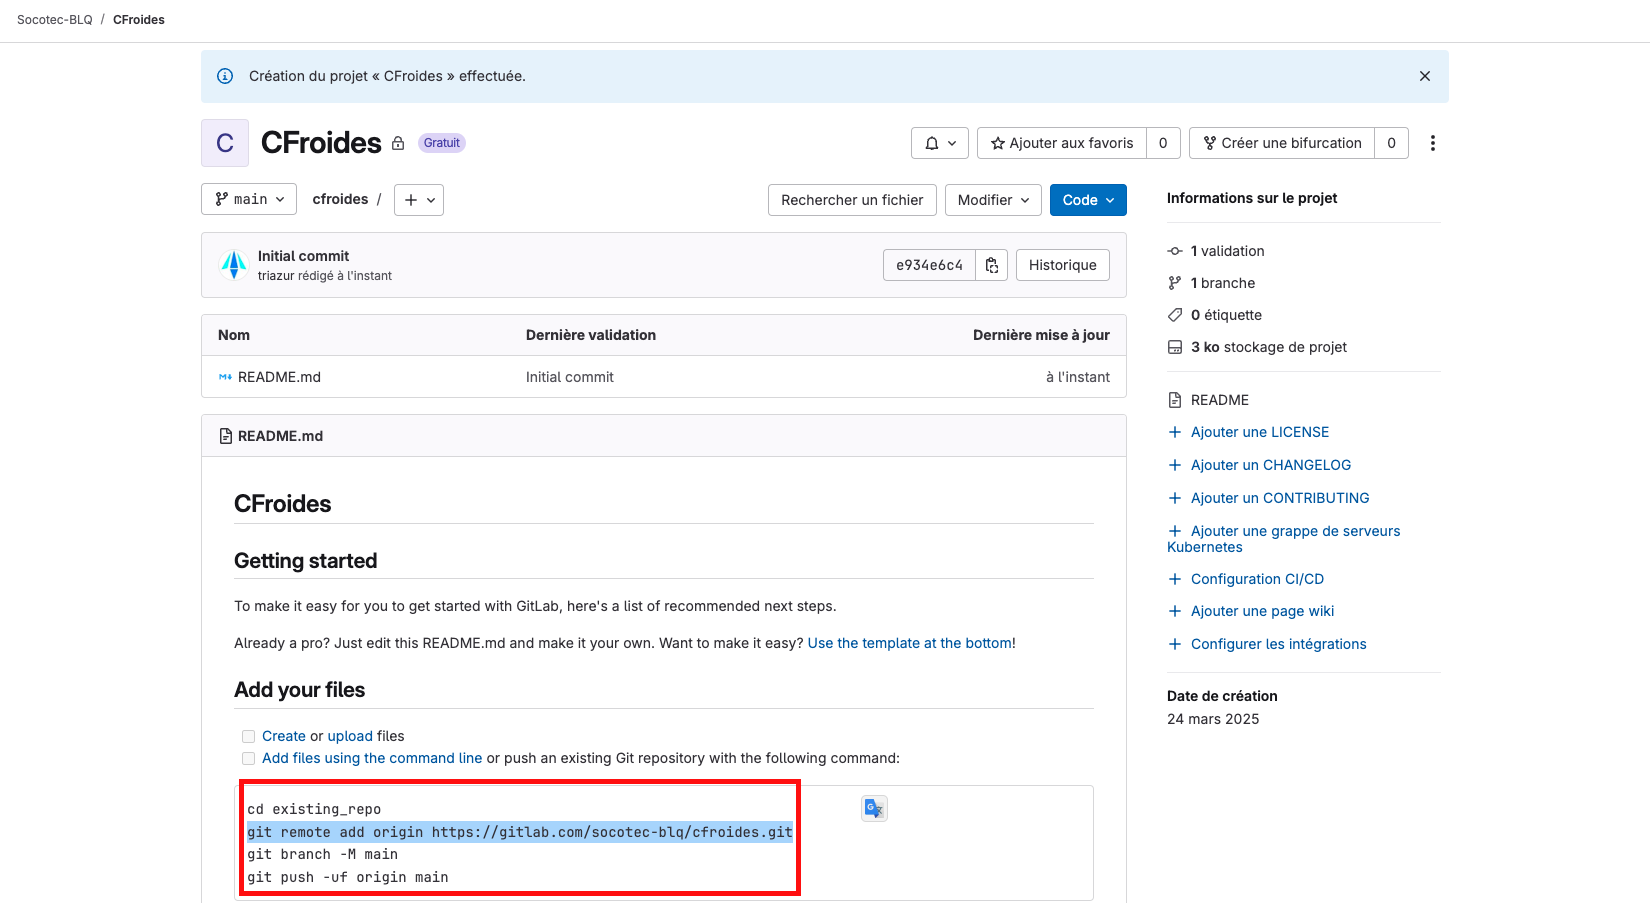 Socotec-BLQ / CFroides
Création du projet « CFroides » effectuée.
C CFroides Gratuit
Ajouter aux favoris 0
Créer une bifurcation 0
main
cfroides /
Rechercher un fichier
Modifier
Code
Initial commit
triazur rédigé à l'instant
e934e6c4
Historique
Nom Dernière validation Dernière mise à jour
README.md Initial commit à l'instant
README.md
CFroides
Getting started
To make it easy for you to get started with GitLab, here's a list of recommended next steps.
Already a pro? Just edit this README.md and make it your own. Want to make it easy? Use the template at the bottom!
Add your files
Create or upload files
Add files using the command line or push an existing Git repository with the following command:
cd existing_repo
git remote add origin https://gitlab.com/socotec-blq/cfroides.git
git branch -M main
git push -uf origin main
Informations sur le projet
1 validation
1 branche
0 étiquette
3 ko stockage de projet
README
Ajouter une LICENSE
Ajouter un CHANGELOG
Ajouter un CONTRIBUTING
Ajouter une grappe de serveurs
Kubernetes
Configuration CI/CD
Ajouter une page wiki
Configurer les intégrations
Date de création
24 mars 2025